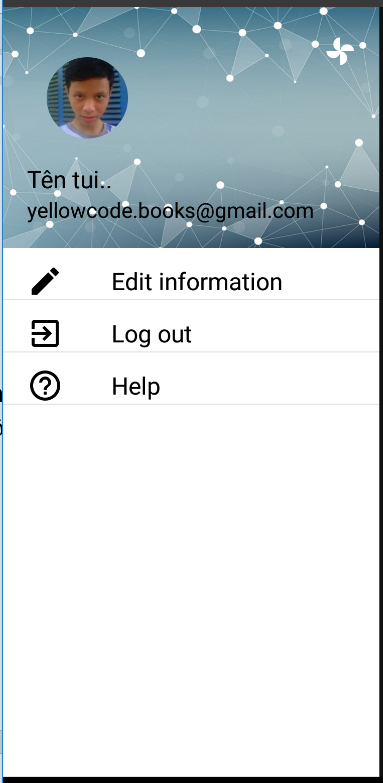 Tên tui..
yellowcode.books@gmail.com
Edit information
Log out
Help